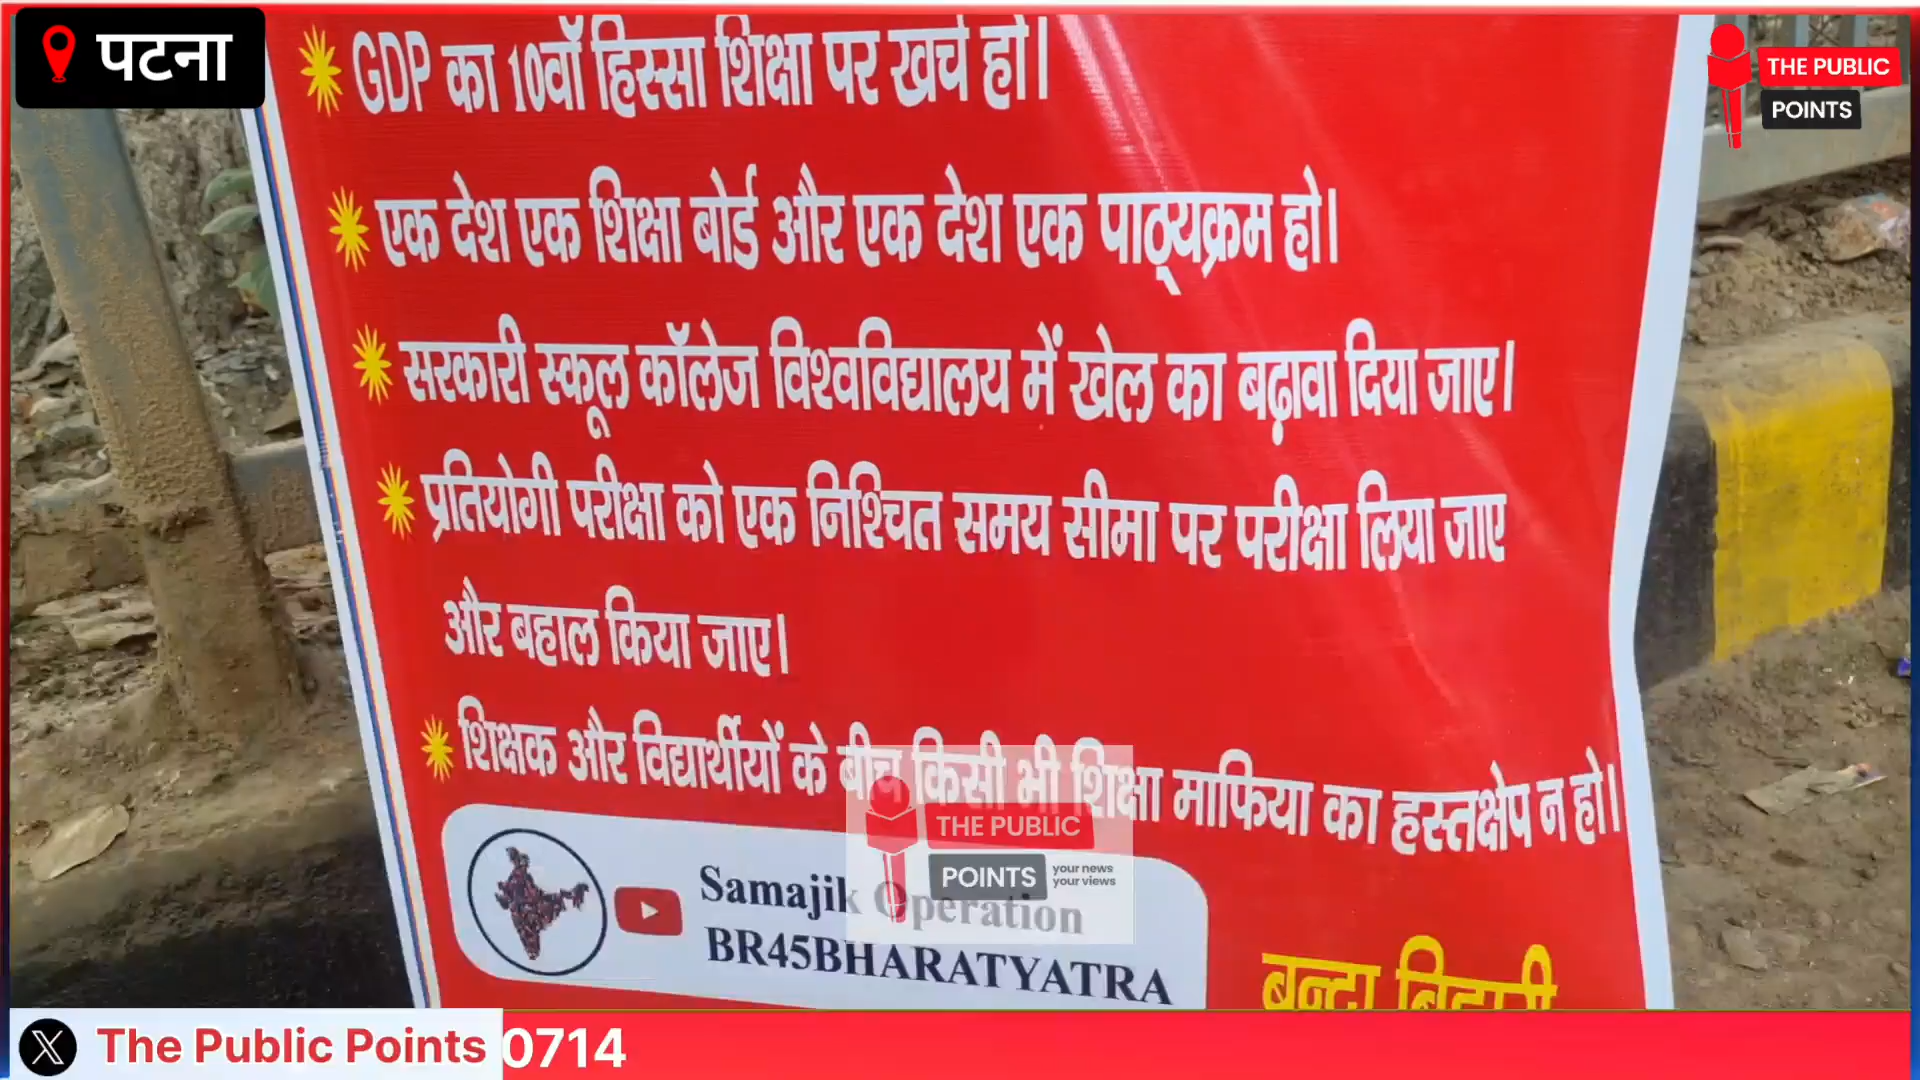 पटना
THE PUBLIC
POINTS
GDP का 10वाँ हिस्सा शिक्षा पर खर्च हो।
एक देश एक शिक्षा बोर्ड और एक देश एक पाठ्यक्रम हो।
सरकारी स्कूल कॉलेज विश्वविद्यालय में खेल का बढ़ावा दिया जाए।
प्रतियोगी परीक्षा को एक निश्चित समय सीमा पर परीक्षा लिया जाए
और बहाल किया जाए।
शिक्षक और विद्यार्थीयों के बीच किसी भी शिक्षा माफिया का हस्तक्षेप न हो।
THE PUBLIC
POINTS your news your views
Samajik Operation
BR45BHARATYATRA
The Public Points 0714